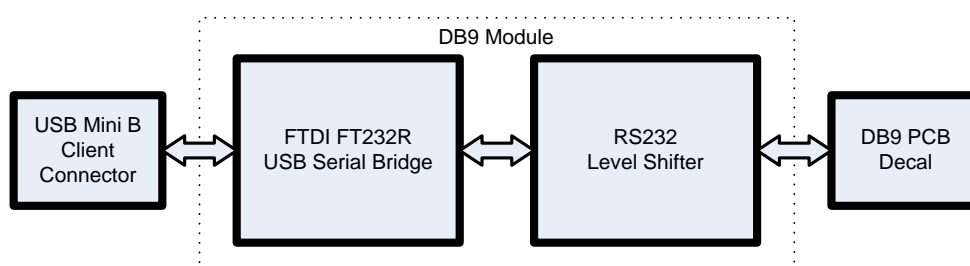 DB9 Module
USB Mini B
Client
Connector
FTDI FT232R
USB Serial Bridge
RS232
Level Shifter
DB9 PCB
Decal